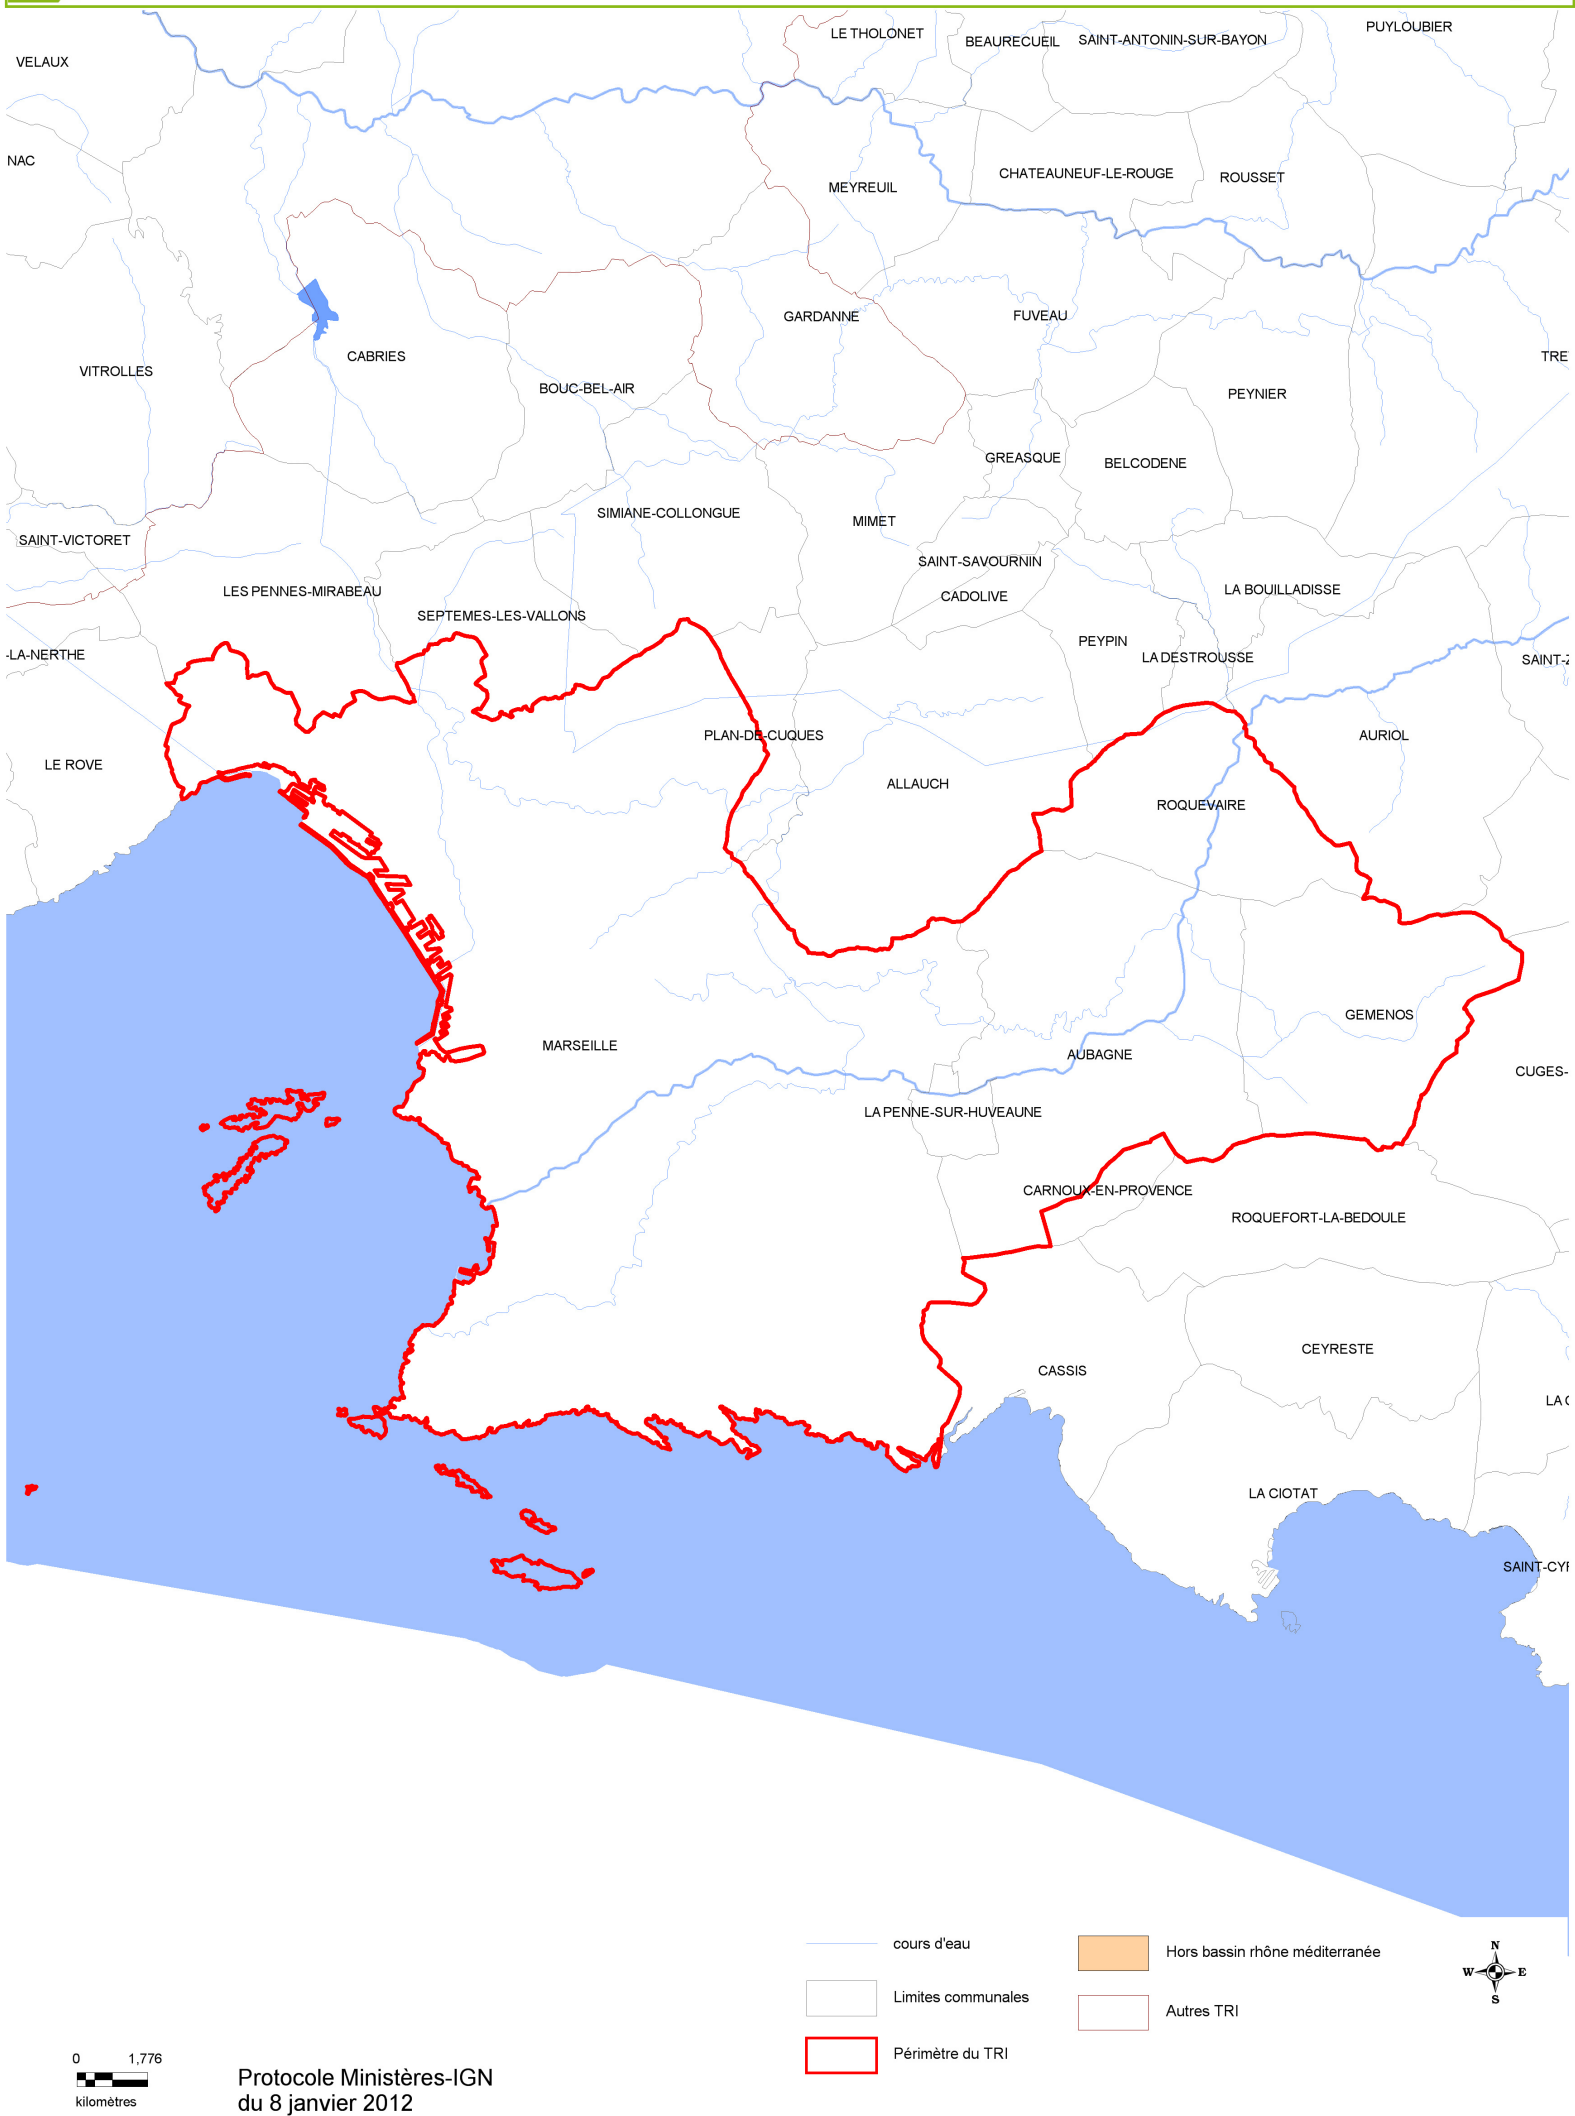 LE THOLONET
BEAURECUEIL
SAINT-ANTONIN-SUR-BAYON
PUYLOUBIER
VELAUX
NAC
MEYREUIL
CHATEAUNEUF-LE-ROUGE
ROUSSET
GARDANNE
FUVEAU
VITROLLES
CABRIES
TRE
BOUC-BEL-AIR
PEYNIER
GREASQUE
BELCODENE
SIMIANE-COLLONGUE
MIMET
SAINT-VICTORET
SAINT-SAVOURNIN
LES PENNES-MIRABEAU
CADOLIVE
LA BOUILLADISSE
SEPTEMES-LES-VALLONS
PEYPIN
-LA-NERTHE
LA DESTROUSSE
SAINT-Z
PLAN-DE-CUQUES
AURIOL
LE ROVE
ALLAUCH
ROQUEVAIRE
GEMENOS
MARSEILLE
AUBAGNE
CUGES-
LA PENNE-SUR-HUVEAUNE
CARNOUX-EN-PROVENCE
ROQUEFORT-LA-BEDOULE
CEYRESTE
CASSIS
LA C
LA CIOTAT
SAINT-CYR
cours d'eau
Hors bassin rhône méditerranée
Limites communales
Autres TRI
Périmètre du TRI
N
W E
S
0 1,776
kilomètres
Protocole Ministères-IGN
du 8 janvier 2012